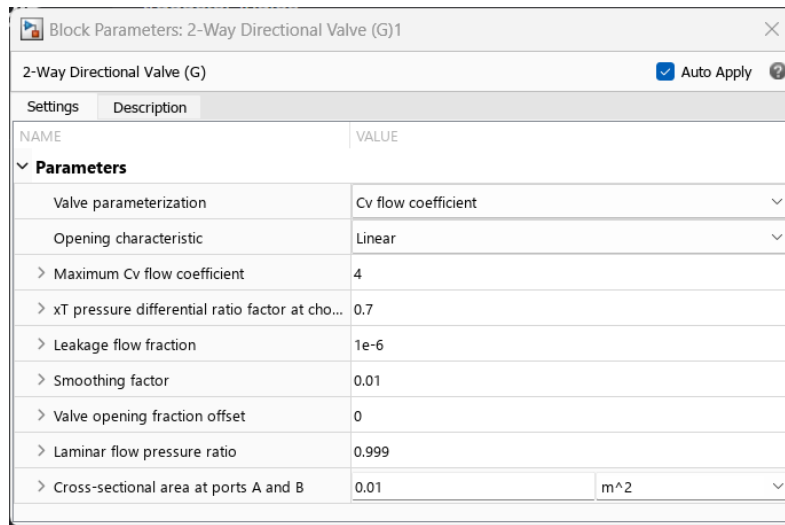 Block Parameters: 2-Way Directional Valve (G)1
2-Way Directional Valve (G) Auto Apply ?
Settings Description
NAME VALUE
Parameters
Valve parameterization Cv flow coefficient
Opening characteristic Linear
Maximum Cv flow coefficient 4
xT pressure differential ratio factor at cho... 0.7
Leakage flow fraction 1e-6
Smoothing factor 0.01
Valve opening fraction offset 0
Laminar flow pressure ratio 0.999
Cross-sectional area at ports A and B 0.01 m^2